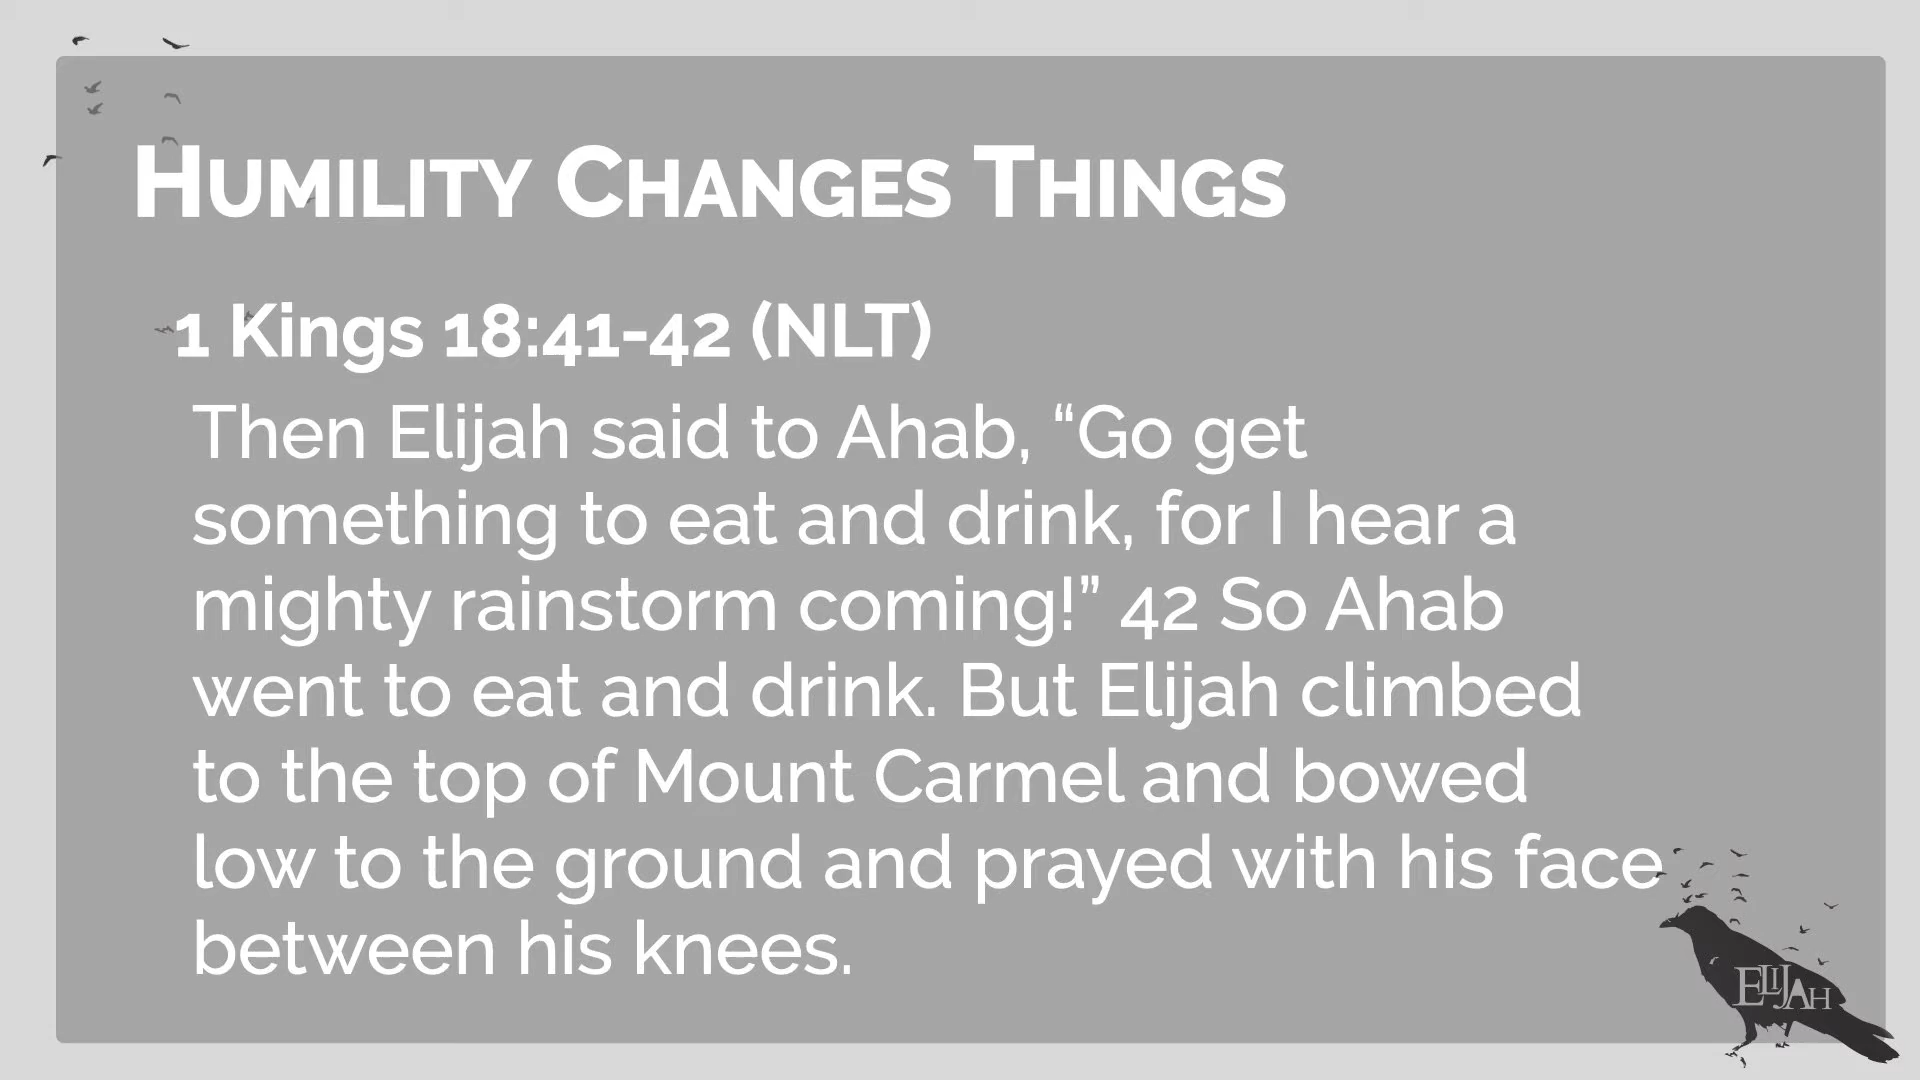 HUMILITY CHANGES THINGS
1 Kings 18:41-42 (NLT)
Then Elijah said to Ahab, “Go get
something to eat and drink, for I hear a
mighty rainstorm coming!” 42 So Ahab
went to eat and drink. But Elijah climbed
to the top of Mount Carmel and bowed
low to the ground and prayed with his face
between his knees.
ELIJAH